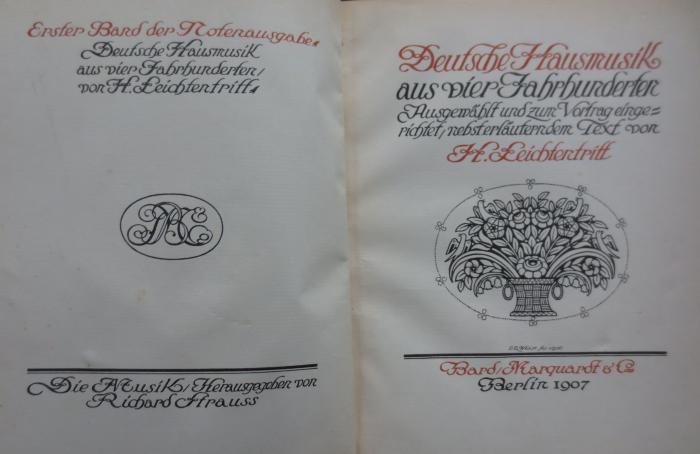 Erster Band der Notenausgabe
Deutsche Hausmusik
aus vier Jahrhunderten/
von H. Leichtentritt
Die Musik/Herausgegeben von
Richard Strauss
Deutsche Hausmusik
aus vier Jahrhunderten
Ausgewählt und zum Vortrag einge=
richtet/nebst erläuterndem Text von
H. Leichtentritt
Bard/Marquardt & Co
Berlin 1907